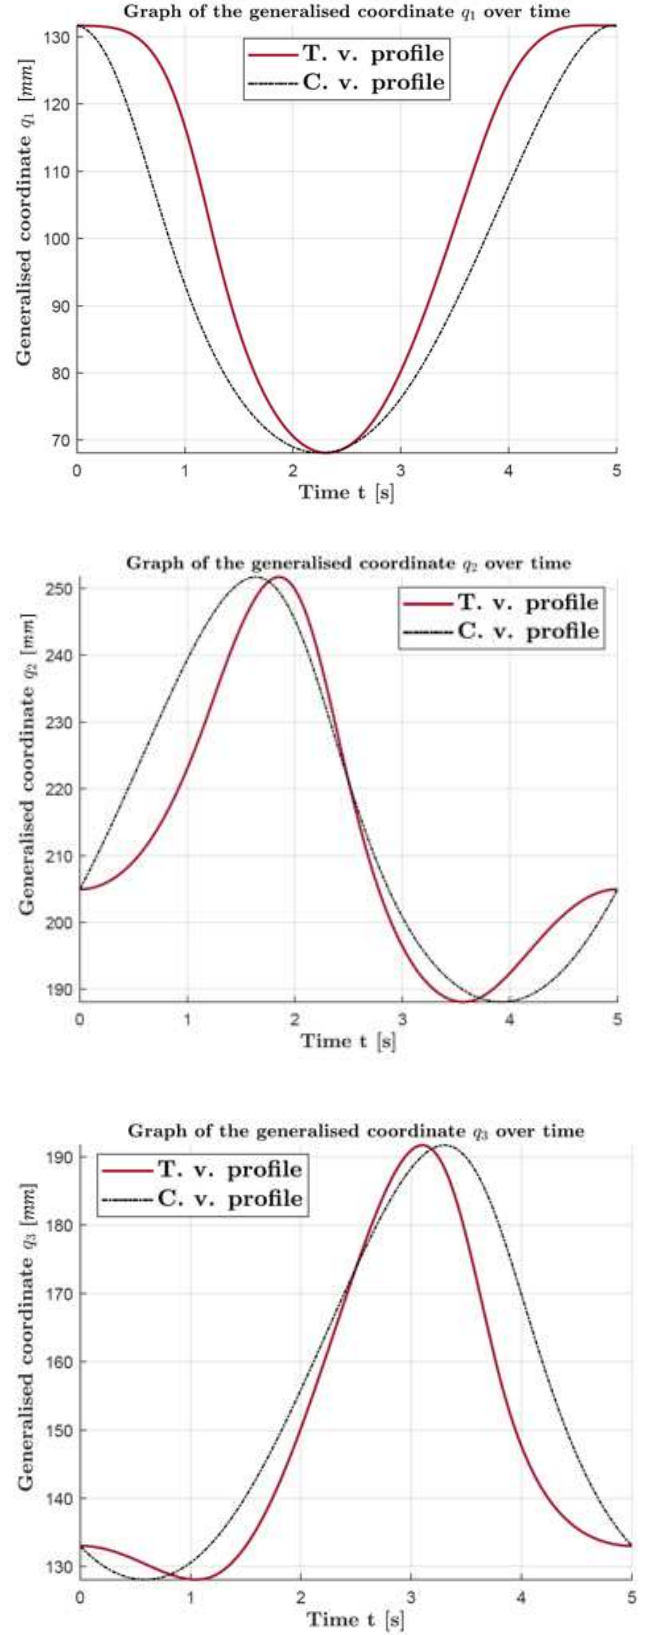 Graph of the generalised coordinate q₁ over time
T. v. profile
C. v. profile
Generalised coordinate q₁ [mm]
130
120
110
100
90
80
70
0 1 2 3 4 5
Time t [s]
Graph of the generalised coordinate q₂ over time
T. v. profile
C. v. profile
Generalised coordinate q₂ [mm]
250
240
230
220
210
200
190
0 1 2 3 4 5
Time t [s]
Graph of the generalised coordinate q₃ over time
T. v. profile
C. v. profile
Generalised coordinate q₃ [mm]
190
180
170
160
150
140
130
0 1 2 3 4 5
Time t [s]